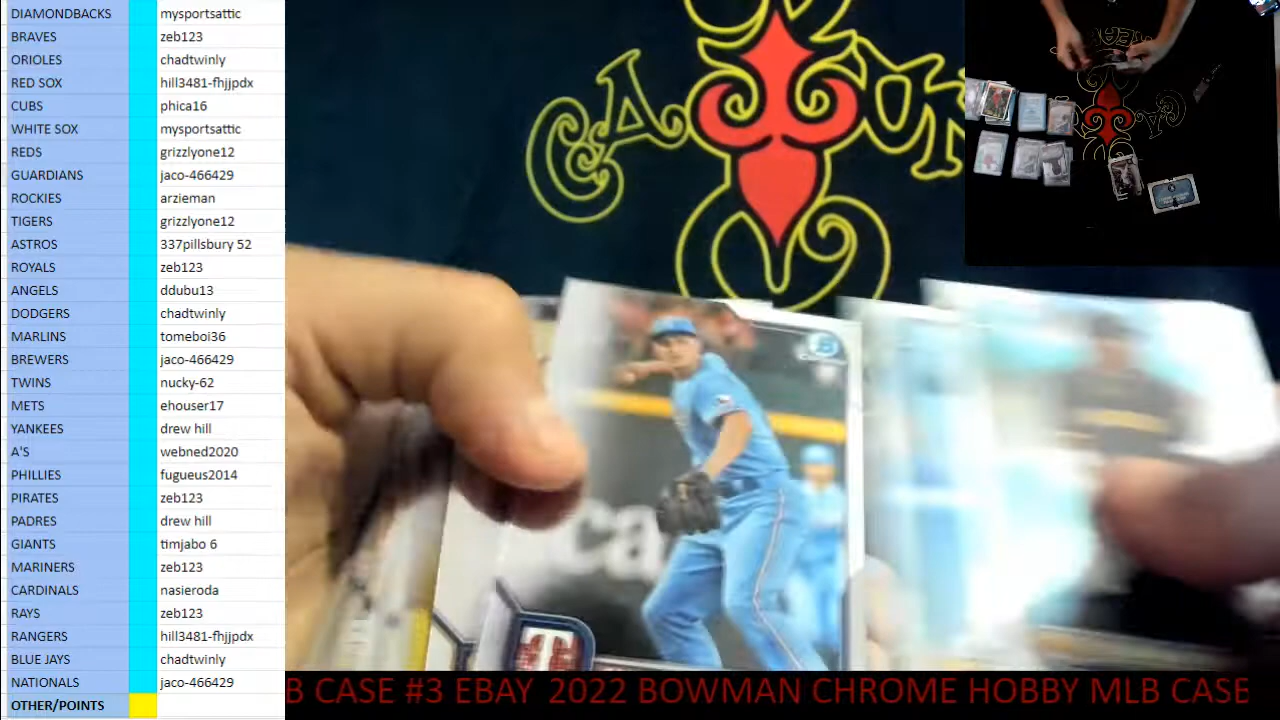 DIAMONDBACKS mysportsattic
BRAVES zeb123
ORIOLES chadtwinly
RED SOX hill3481-fhjjpdx
CUBS phica16
WHITE SOX mysportsattic
REDS grizzlyone12
GUARDIANS jaco-466429
ROCKIES arzieman
TIGERS grizzlyone12
ASTROS 337pillsbury 52
ROYALS zeb123
ANGELS ddubu13
DODGERS chadtwinly
MARLINS tomeboi36
BREWERS jaco-466429
TWINS nucky-62
METS ehouser17
YANKEES drew hill
A'S webned2020
PHILLIES fugueus2014
PIRATES zeb123
PADRES drew hill
GIANTS timjabo 6
MARINERS zeb123
CARDINALS nasieroda
RAYS zeb123
RANGERS hill3481-fhjjpdx
BLUE JAYS chadtwinly
NATIONALS jaco-466429
OTHER/POINTS
B CASE #3 EBAY 2022 BOWMAN CHROME HOBBY MLB CASE